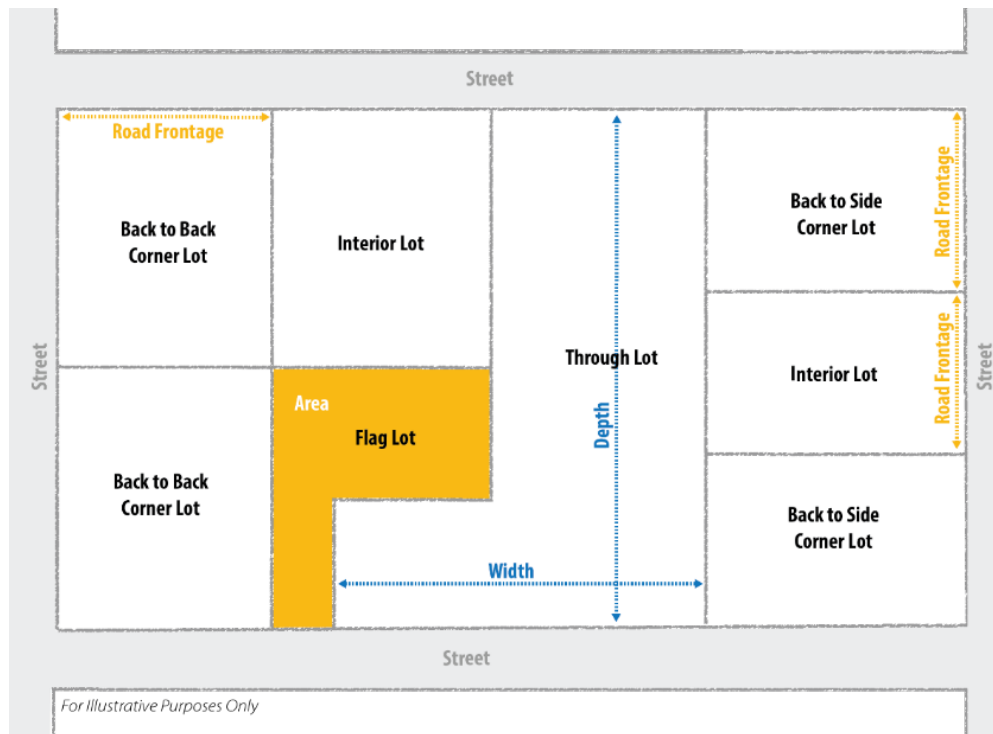 Street
Road Frontage
Back to Back
Corner Lot
Interior Lot
Back to Side
Corner Lot
Road Frontage
Street
Through Lot
Depth
Interior Lot
Road Frontage
Street
Area
Flag Lot
Back to Back
Corner Lot
Back to Side
Corner Lot
Width
Street
For Illustrative Purposes Only